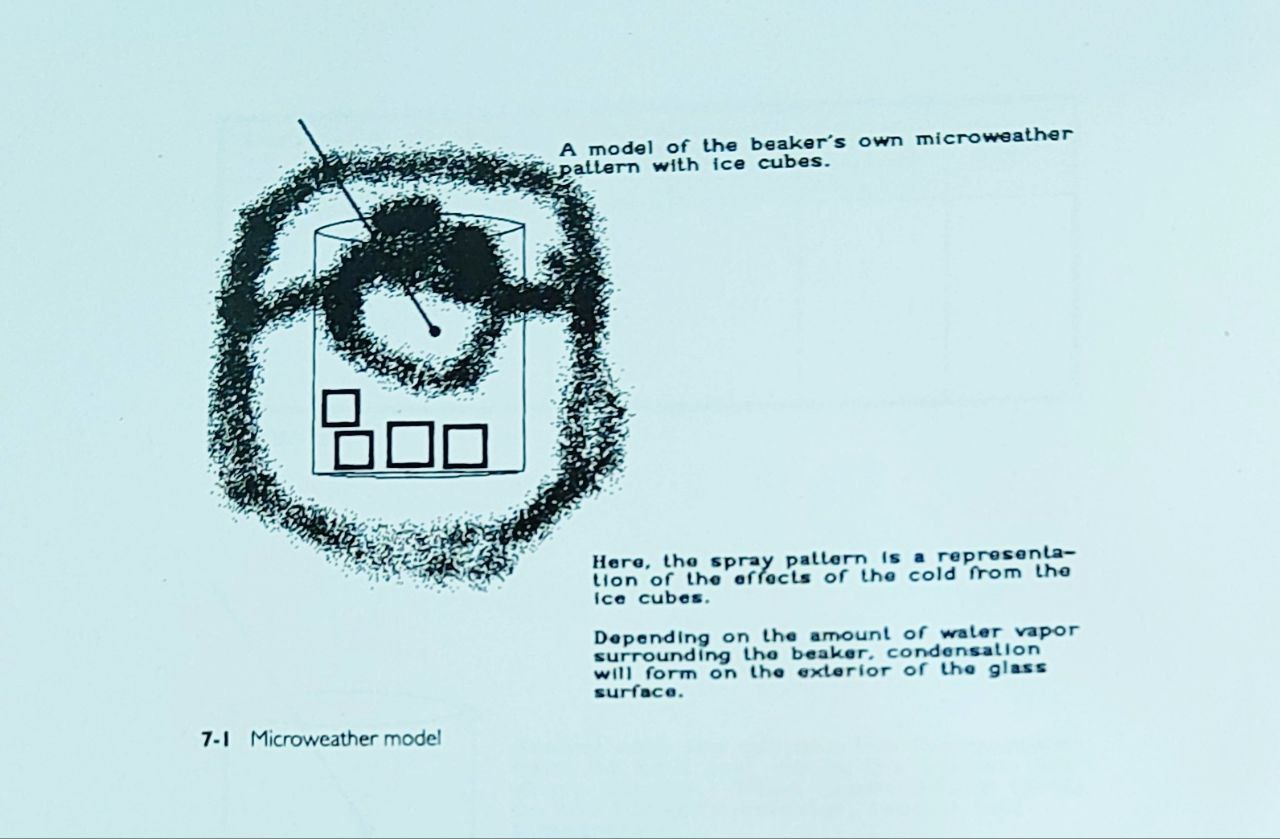 A model of the beaker's own microweather
pattern with ice cubes.
Here, the spray pattern is a representa-
tion of the effects of the cold from the
ice cubes.
Depending on the amount of water vapor
surrounding the beaker, condensation
will form on the exterior of the glass
surface.
7-1 Microweather model